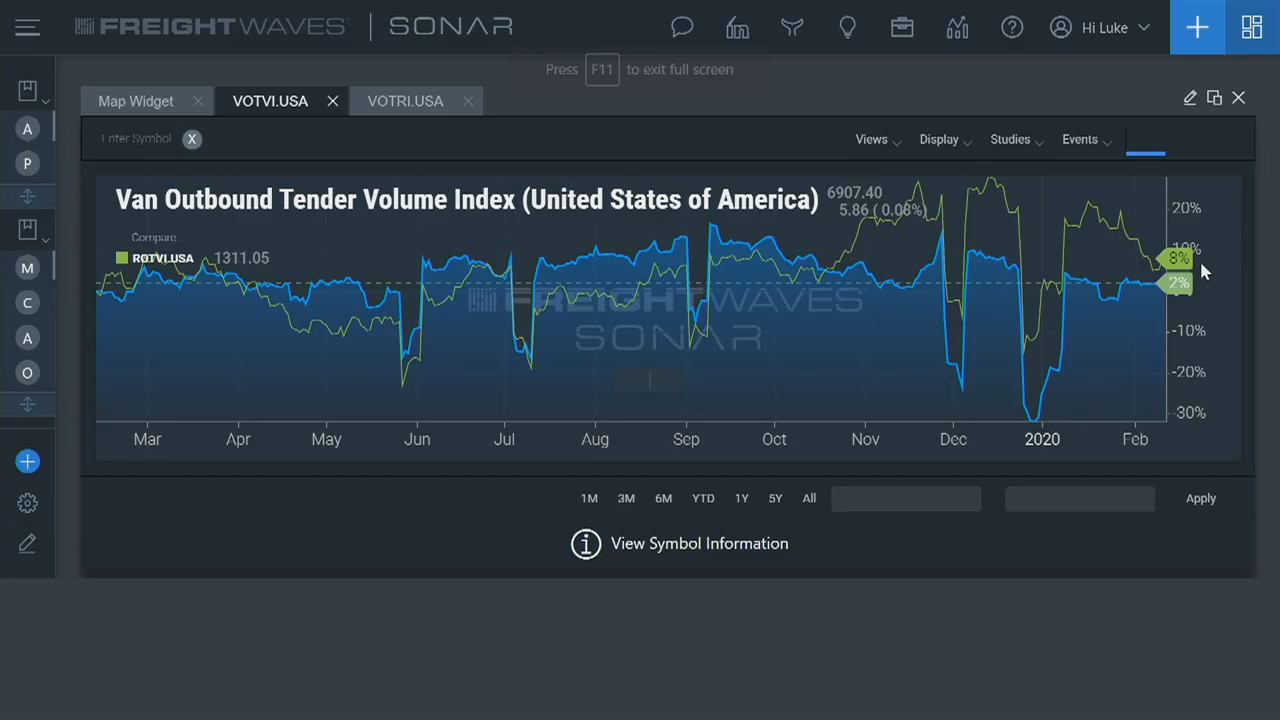 FREIGHTWAVES SONAR
Hi Luke
Press F11 to exit full screen
Map Widget VOTVI.USA VOTRI.USA
Enter Symbol X Views Display Studies Events
Van Outbound Tender Volume Index (United States of America) 6907.40
5.86 (0.08%)
Compare...
ROTVI.USA 1311.05
FREIGHTWAVES
SONAR
20%
10%
8%
2%
-10%
-20%
-30%
Mar Apr May Jun Jul Aug Sep Oct Nov Dec 2020 Feb
1M 3M 6M YTD 1Y 5Y All Apply
View Symbol Information
A
P
M
C
A
O